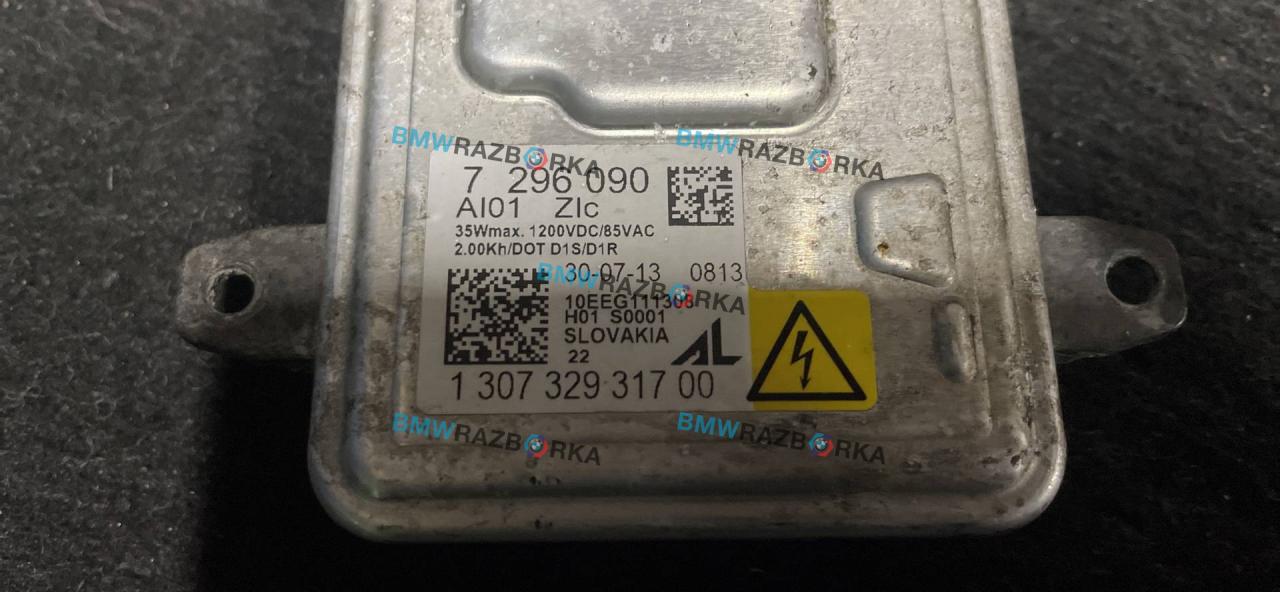 BMWRAZBORKA BMWRAZBORKA
7 296 090
AI01 ZIc
35Wmax. 1200VDC/85VAC
2.00Kh/DOT D1S/D1R
30-07-13 0813
BMWRAZBORKA
10EEG111308
H01 S0001
SLOVAKIA
22
AL
1 307 329 317 00
BMWRAZBORKA BMWRAZBORKA